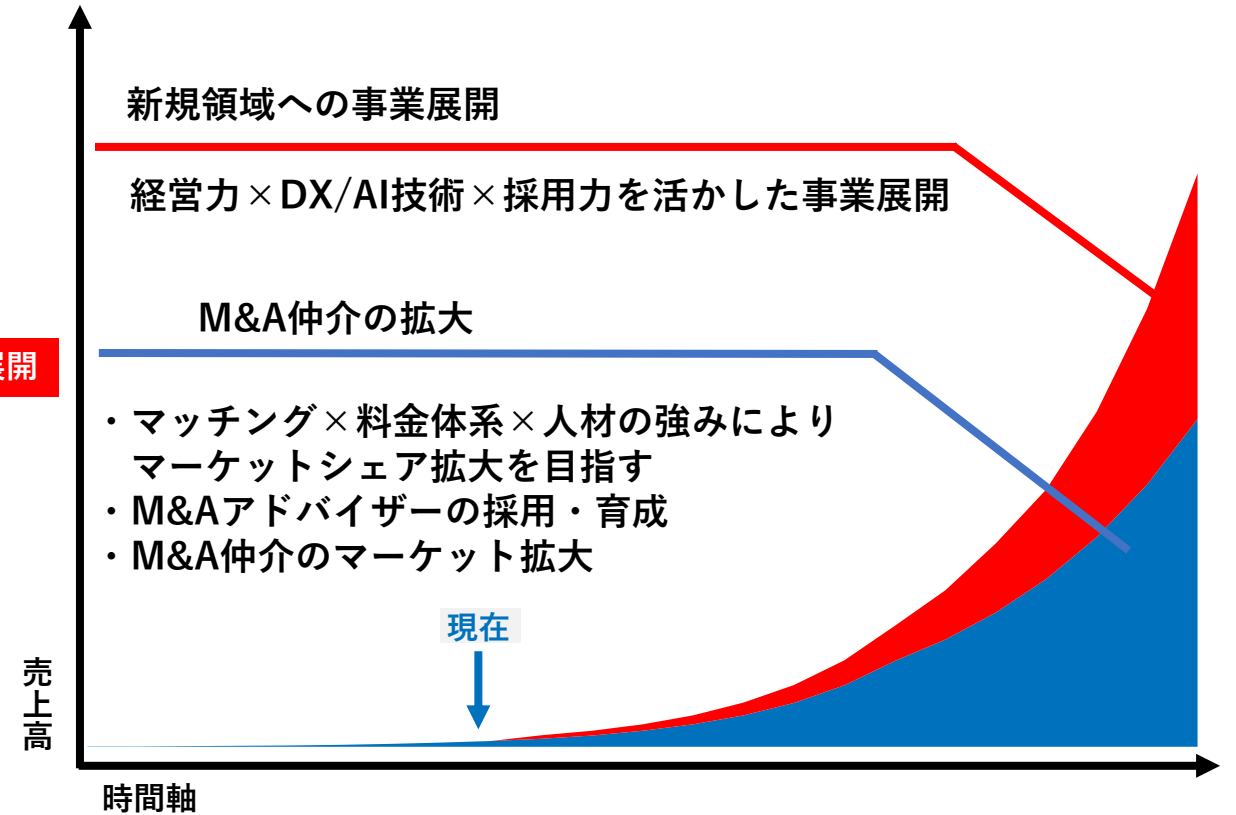 新規領域への事業展開
経営力×DX/AI技術×採用力を活かした事業展開
M&A仲介の拡大
展開
・マッチング×料金体系×人材の強みにより
マーケットシェア拡大を目指す
・M&Aアドバイザーの採用・育成
・M&A仲介のマーケット拡大
現在
売上高
時間軸